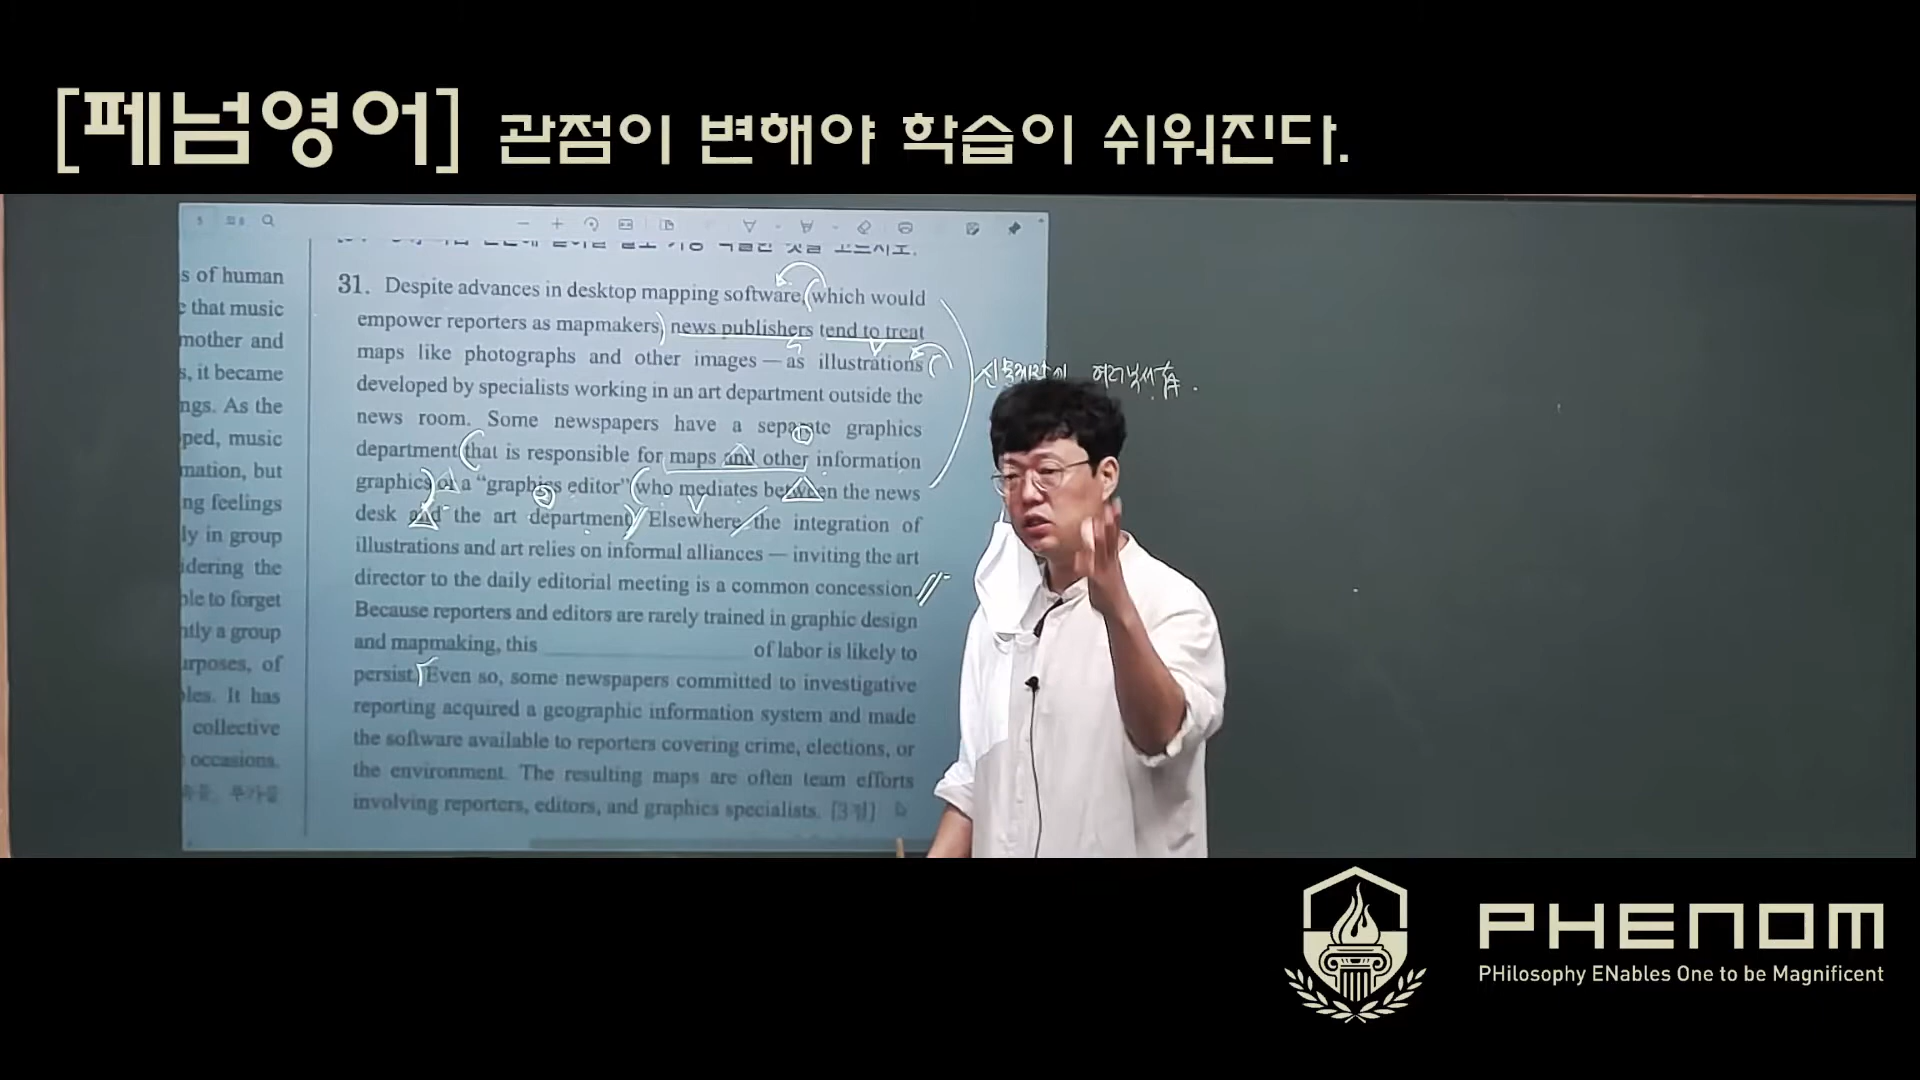 [페넘영어] 관점이 변해야 학습이 쉬워진다.
s of human
e that music
mother and
s, it became
ngs. As the
ped, music
mation, but
ng feelings
ly in group
idering the
ble to forget
ntly a group
urposes, of
ples. It has
collective
occasions.
31. Despite advances in desktop mapping software, which would
empower reporters as mapmakers, news publishers tend to treat
maps like photographs and other images — as illustrations
developed by specialists working in an art department outside the
news room. Some newspapers have a separate graphics
department that is responsible for maps and other information
graphics or a “graphics editor” who mediates between the news
desk and the art department. Elsewhere, the integration of
illustrations and art relies on informal alliances — inviting the art
director to the daily editorial meeting is a common concession.
Because reporters and editors are rarely trained in graphic design
and mapmaking, this of labor is likely to
persist. Even so, some newspapers committed to investigative
reporting acquired a geographic information system and made
the software available to reporters covering crime, elections, or
the environment. The resulting maps are often team efforts
involving reporters, editors, and graphics specialists. [3점]
PHENOM
PHilosophy ENables One to be Magnificent